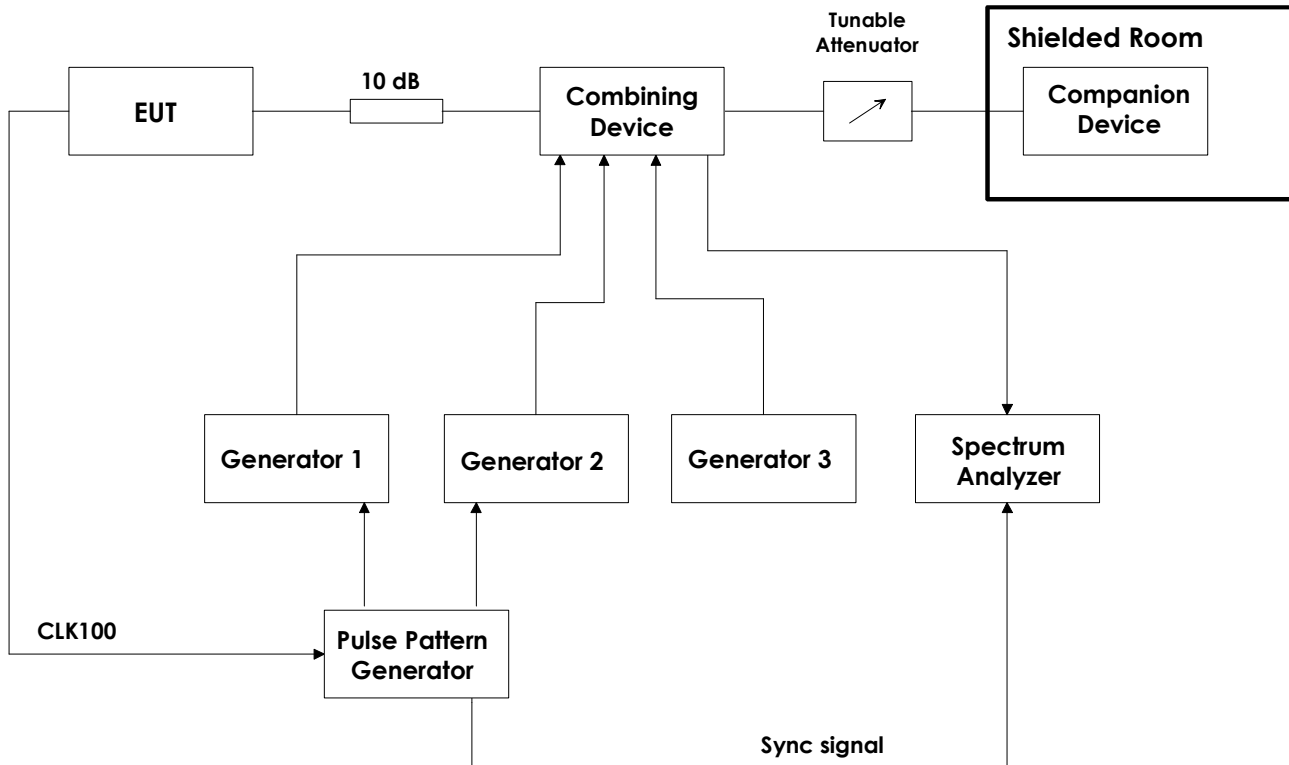 Tunable
Attenuator
Shielded Room
10 dB
EUT
Combining
Device
Companion
Device
Generator 1
Generator 2
Generator 3
Spectrum
Analyzer
CLK100
Pulse Pattern
Generator
Sync signal